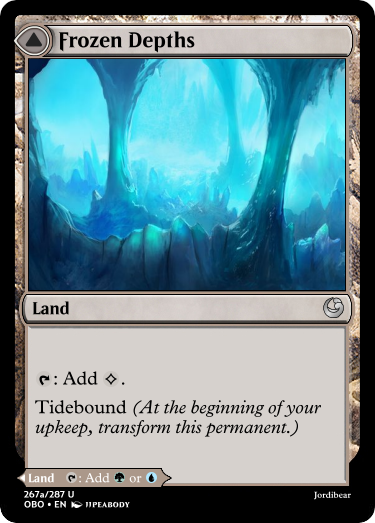 Frozen Depths
Land
: Add .
Tidebound (At the beginning of your
upkeep, transform this permanent.)
Land : Add or
267a/287 U
OBO • EN JJPEABODY
Jordibear